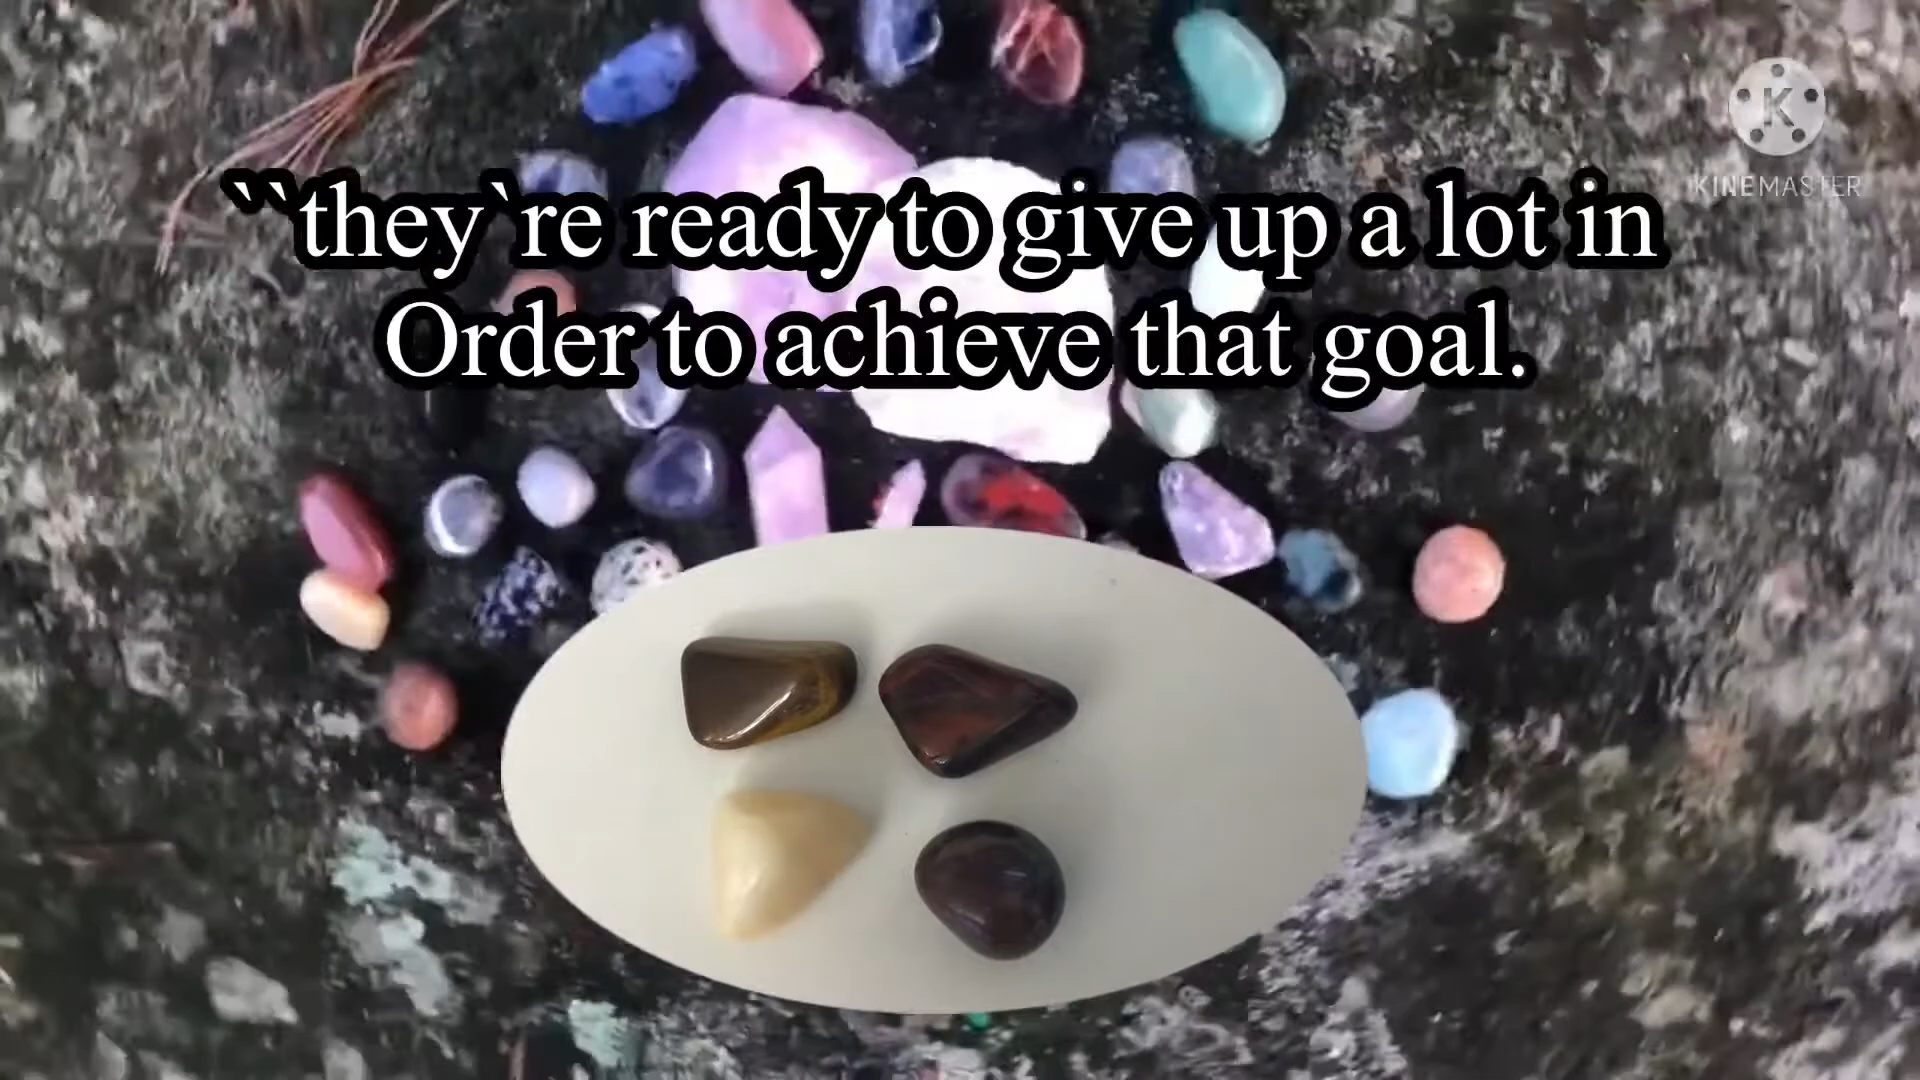 ``they`re ready to give up a lot in
Order to achieve that goal.
K
KINEMASTER